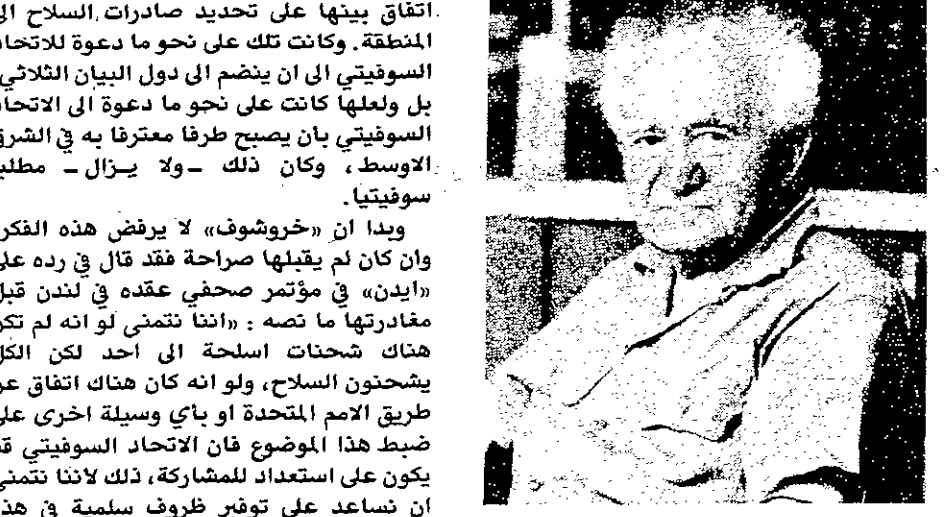 اتفاق بينها على تحديد صادرات السلاح الى
المنطقة. وكانت تلك على نحو ما دعوة للاتحا
السوفيتي الى ان ينضم الى دول البيان الثلاثي
بل ولعلها كانت على نحو ما دعوة الى الاتحا
السوفيتي بان يصبح طرفا معترفا به في الشرق
الاوسط، وكان ذلك -ولا يـزال- مطلبـ
سوفيتيا.
وبدا ان «خروشوف» لا يرفض هذه الفكر
وان كان لم يقبلها صراحة فقد قال في رده علـ
«ايدن» في مؤتمر صحفي عقده في لندن قبل
مغادرتها ما نصه : «اننا نتمنى لو انه لم تكن
هناك شحنات اسلحة الى احد لكن الكل
يشحنون السلاح، ولو انه كان هناك اتفاق عن
طريق الامم المتحدة او باي وسيلة اخرى علـ
ضبط هذا الموضوع فان الاتحاد السوفيتي قد
يكون على استعداد للمشاركة، ذلك لاننا نتمنى
ان نساعد على توفير ظروف سلمية في هذ